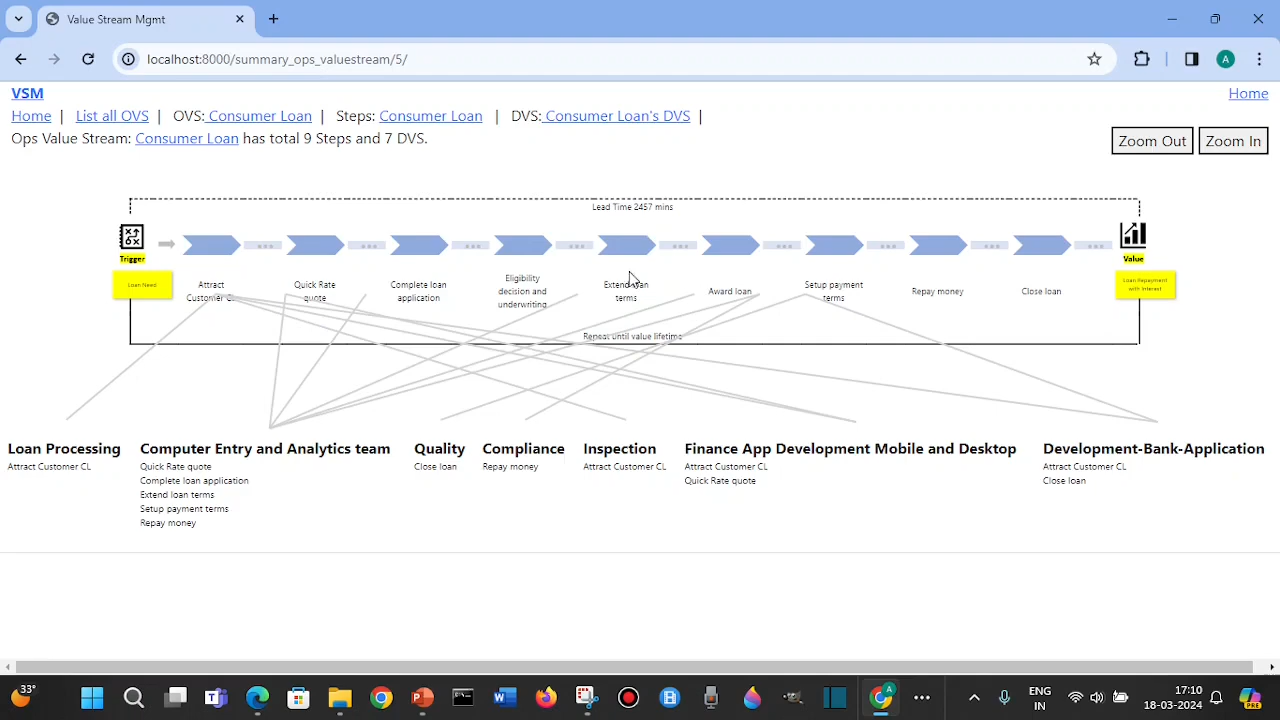 Value Stream Mgmt
localhost:8000/summary_ops_valuestream/5/
A
VSM
Home
Home | List all OVS | OVS: Consumer Loan | Steps: Consumer Loan | DVS: Consumer Loan's DVS |
Ops Value Stream: Consumer Loan has total 9 Steps and 7 DVS.
Zoom Out Zoom In
Lead Time 2457 mins
Trigger
Loan Need
Attract
Customer CL
Quick Rate
quote
Complete loan
application
Eligibility
decision and
underwriting
Extend loan
terms
Award loan
Setup payment
terms
Repay money
Close loan
Value
Loan Repayment
with Interest
Repeat until value lifetime
Loan Processing
Attract Customer CL
Computer Entry and Analytics team
Quick Rate quote
Complete loan application
Extend loan terms
Setup payment terms
Repay money
Quality
Close loan
Compliance
Repay money
Inspection
Attract Customer CL
Finance App Development Mobile and Desktop
Attract Customer CL
Quick Rate quote
Development-Bank-Application
Attract Customer CL
Close loan
33°
ENG
IN
17:10
18-03-2024
PRE